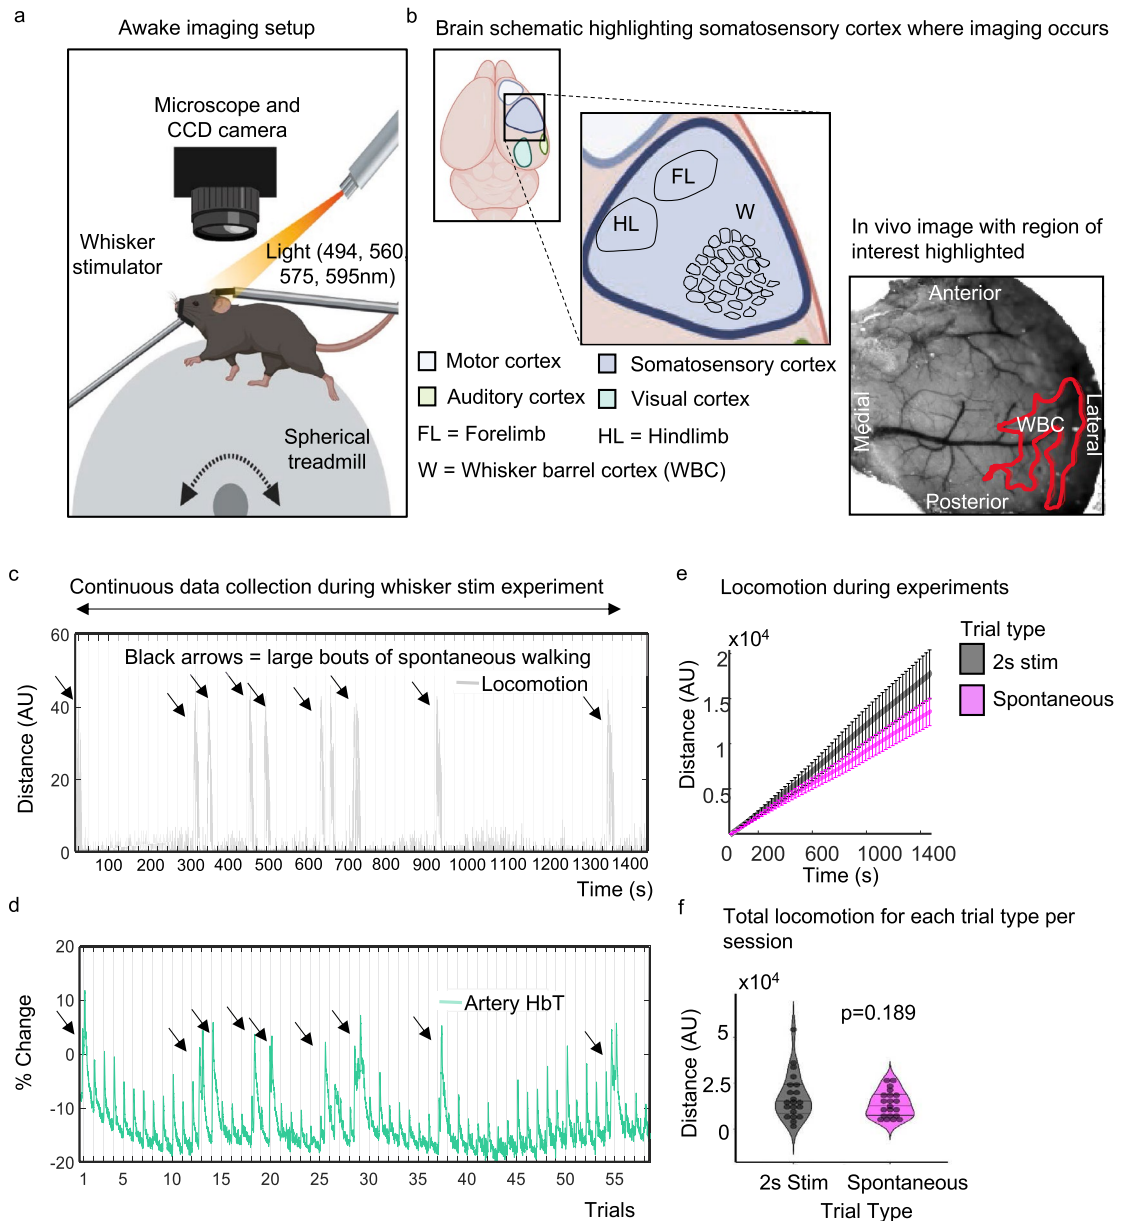 a
Awake imaging setup
Microscope and
CCD camera
Whisker
stimulator
Light (494, 560,
575, 595nm)
Spherical
treadmill
b
Brain schematic highlighting somatosensory cortex where imaging occurs
FL
HL
W
Motor cortex
Somatosensory cortex
Auditory cortex
Visual cortex
FL = Forelimb
HL = Hindlimb
W = Whisker barrel cortex (WBC)
In vivo image with region of
interest highlighted
Anterior
Medial
WBC
Lateral
Posterior
c
Continuous data collection during whisker stim experiment
Black arrows = large bouts of spontaneous walking
Locomotion
Distance (AU)
60
40
20
0
100 200 300 400 500 600 700 800 900 1000 1100 1200 1300 1400
Time (s)
d
Artery HbT
% Change
20
10
0
-10
-20
1 5 10 15 20 25 30 35 40 45 50 55
Trials
e
Locomotion during experiments
x10⁴
Distance (AU)
2
1.5
1
0.5
0 200 600 1000 1400
Time (s)
Trial type
2s stim
Spontaneous
f
Total locomotion for each trial type per
session
x10⁴
p=0.189
Distance (AU)
5
2.5
0
2s Stim Spontaneous
Trial Type